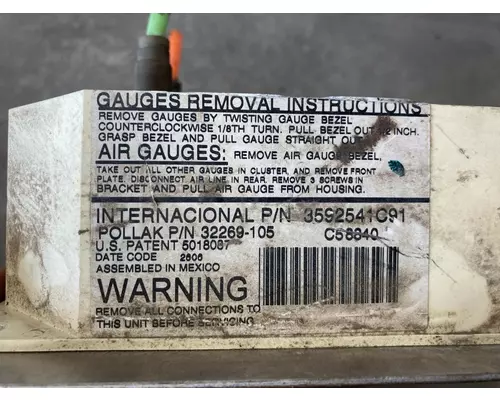 GAUGES REMOVAL INSTRUCTIONS
REMOVE GAUGES BY TWISTING GAUGE BEZEL
COUNTERCLOCKWISE 1/8TH TURN. PULL BEZEL OUT 1/2 INCH.
GRASP BEZEL AND PULL GAUGE STRAIGHT OUT
AIR GAUGES: REMOVE AIR GAUGE BEZEL,
TAKE OUT ALL OTHER GAUGES IN CLUSTER, AND REMOVE FRONT
PLATE. DISCONNECT AIR LINE IN REAR. REMOVE 3 SCREWS IN
BRACKET AND PULL AIR GAUGE FROM HOUSING.
INTERNACIONAL P/N 3592541C91
POLLAK P/N 32269-105 C58840
U.S. PATENT 5018087
DATE CODE 2606
ASSEMBLED IN MEXICO
WARNING
REMOVE ALL CONNECTIONS TO
THIS UNIT BEFORE SERVICING